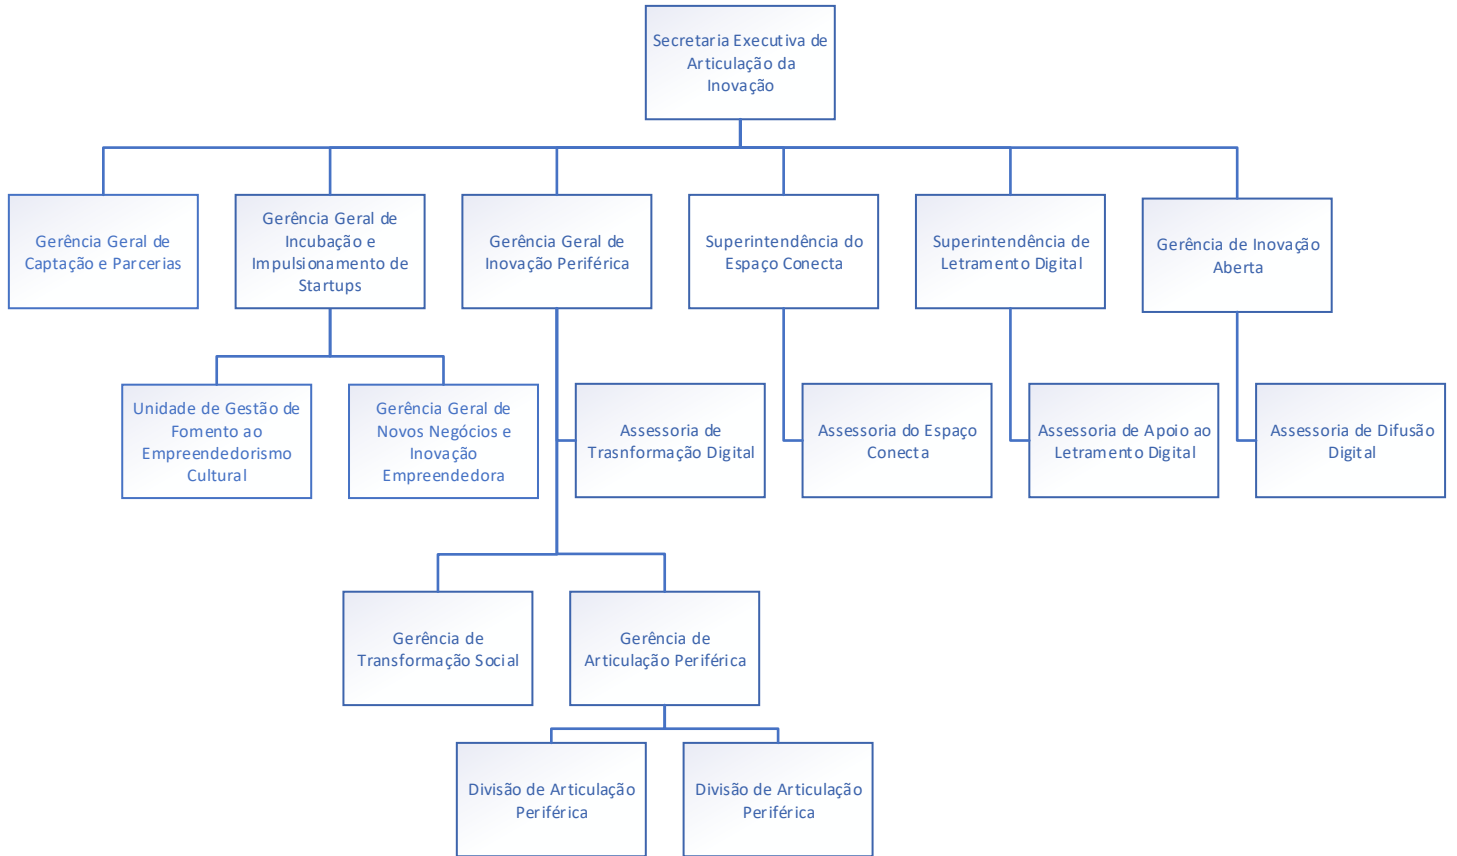 Secretaria Executiva de
Articulação da
Inovação
Gerência Geral de
Captação e Parcerias
Gerência Geral de
Incubação e
Impulsionamento de
Startups
Gerência Geral de
Inovação Periférica
Superintendência do
Espaço Conecta
Superintendência de
Letramento Digital
Gerência de Inovação
Aberta
Unidade de Gestão de
Fomento ao
Empreendedorismo
Cultural
Gerência Geral de
Novos Negócios e
Inovação
Empreendedora
Assessoria de
Trasnformação Digital
Assessoria do Espaço
Conecta
Assessoria de Apoio ao
Letramento Digital
Assessoria de Difusão
Digital
Gerência de
Transformação Social
Gerência de
Articulação Periférica
Divisão de Articulação
Periférica
Divisão de Articulação
Periférica